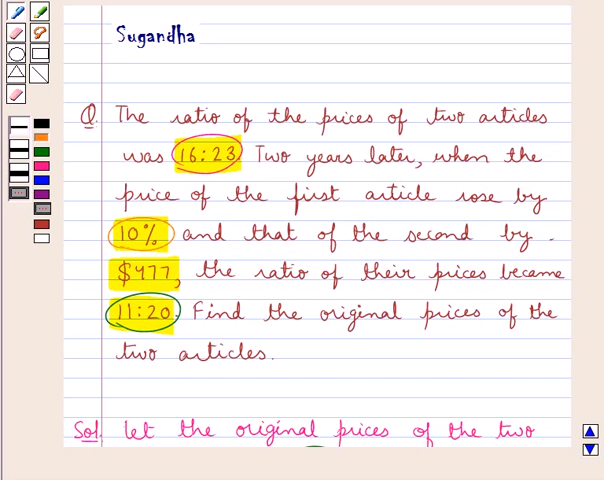 Sugandha
Q. The ratio of the prices of two articles
was 16:23. Two years later, when the
price of the first article rose by
10% and that of the second by
$477, the ratio of their prices became
11:20. Find the original prices of the
two articles.
Sol. Let the original prices of the two